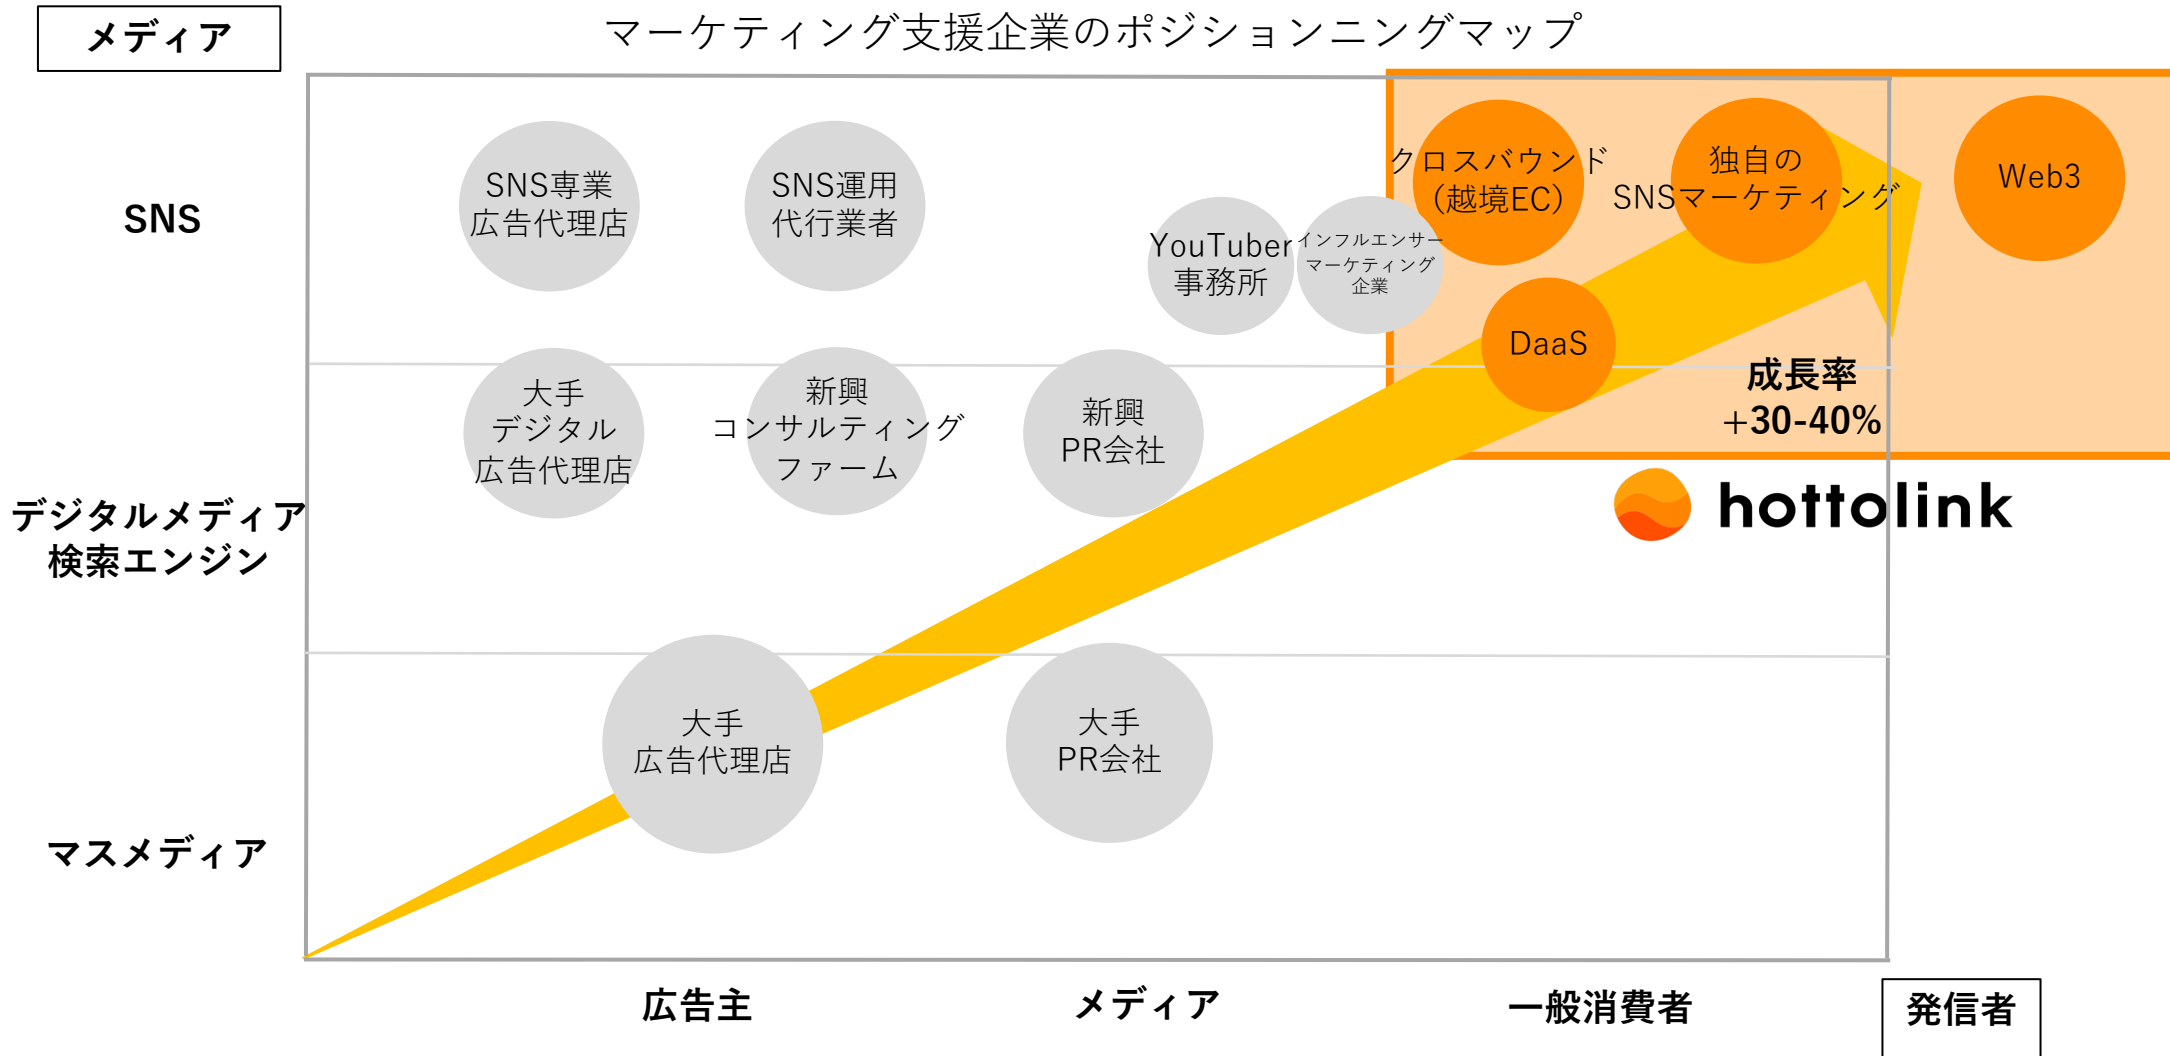 メディア
マーケティング支援企業のポジションニングマップ
SNS
SNS専業
広告代理店
SNS運用
代行業者
YouTuber
事務所
インフルエンサー
マーケティング
企業
クロスバウンド
（越境EC）
独自の
SNSマーケティング
Web3
DaaS
成長率
+30-40%
デジタルメディア
検索エンジン
大手
デジタル
広告代理店
新興
コンサルティング
ファーム
新興
PR会社
hottolink
マスメディア
大手
広告代理店
大手
PR会社
広告主
メディア
一般消費者
発信者